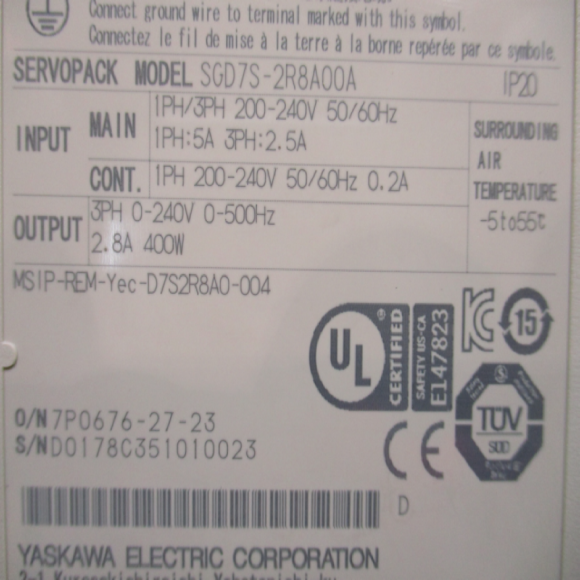 Connect ground wire to terminal marked with this symbol.
Connectez le fil de mise à la terre à la borne repérée par ce symbole.
SERVOPACK MODEL SGD7S-2R8A00A IP20
INPUT MAIN 1PH/3PH 200-240V 50/60Hz
1PH:5A 3PH:2.5A
CONT. 1PH 200-240V 50/60Hz 0.2A
SURROUNDING
AIR
TEMPERATURE
-5to55℃
OUTPUT 3PH 0-240V 0-500Hz
2.8A 400W
MSIP-REM-Yec-D7S2R8A0-004
UL ®
CERTIFIED
SAFETY US-CA
E147823
15
TÜV
SÜD
CE
O/N 7P0676-27-23
S/N D0178C351010023
D
YASKAWA ELECTRIC CORPORATION